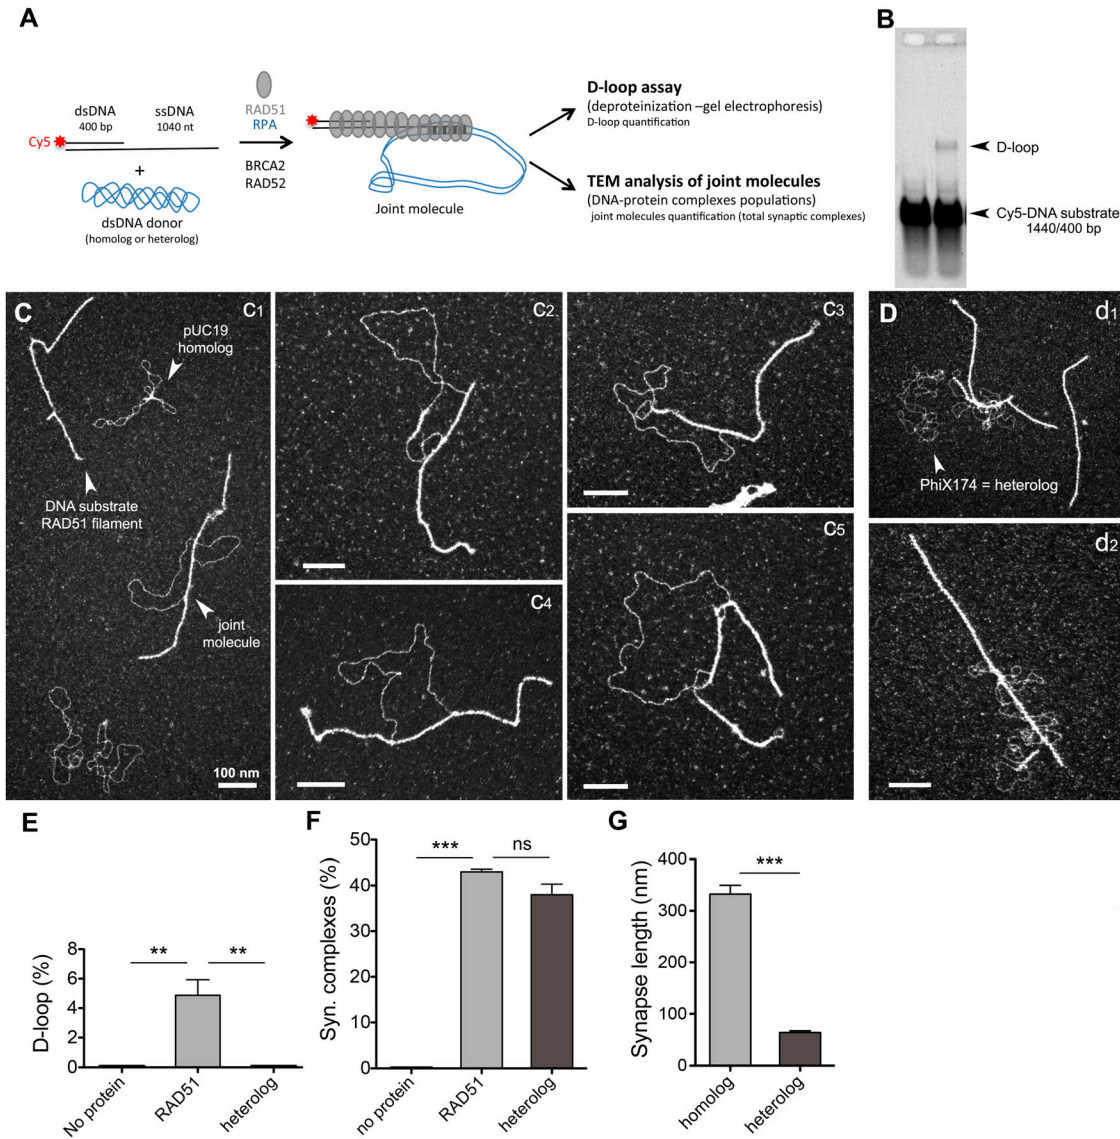 A
dsDNA
400 bp
ssDNA
1040 nt
Cy5
+
dsDNA donor
(homolog or heterolog)
RAD51
RPA
BRCA2
RAD52
Joint molecule
D-loop assay
(deproteinization –gel electrophoresis)
D-loop quantification
TEM analysis of joint molecules
(DNA-protein complexes populations)
joint molecules quantification (total synaptic complexes)
B
D-loop
Cy5-DNA substrate
1440/400 bp
C
c1
pUC19
homolog
DNA substrate
RAD51 filament
joint
molecule
100 nm
c2
c3
c4
c5
D
d1
PhiX174 = heterolog
d2
E
D-loop (%)
8
6
4
2
0
**
**
No protein
RAD51
heterolog
F
Syn. complexes (%)
50
40
30
20
10
0
***
ns
no protein
RAD51
heterolog
G
Synapse length (nm)
400
300
200
100
0
***
homolog
heterolog